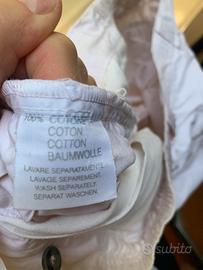 100% COTONE
COTON
COTTON
BAUMWOLLE
LAVARE SEPARATAMENTE
LAVAGE SEPAREMENT.
WASH SEPARATELY.
SEPARAT WASCHEN.
subito